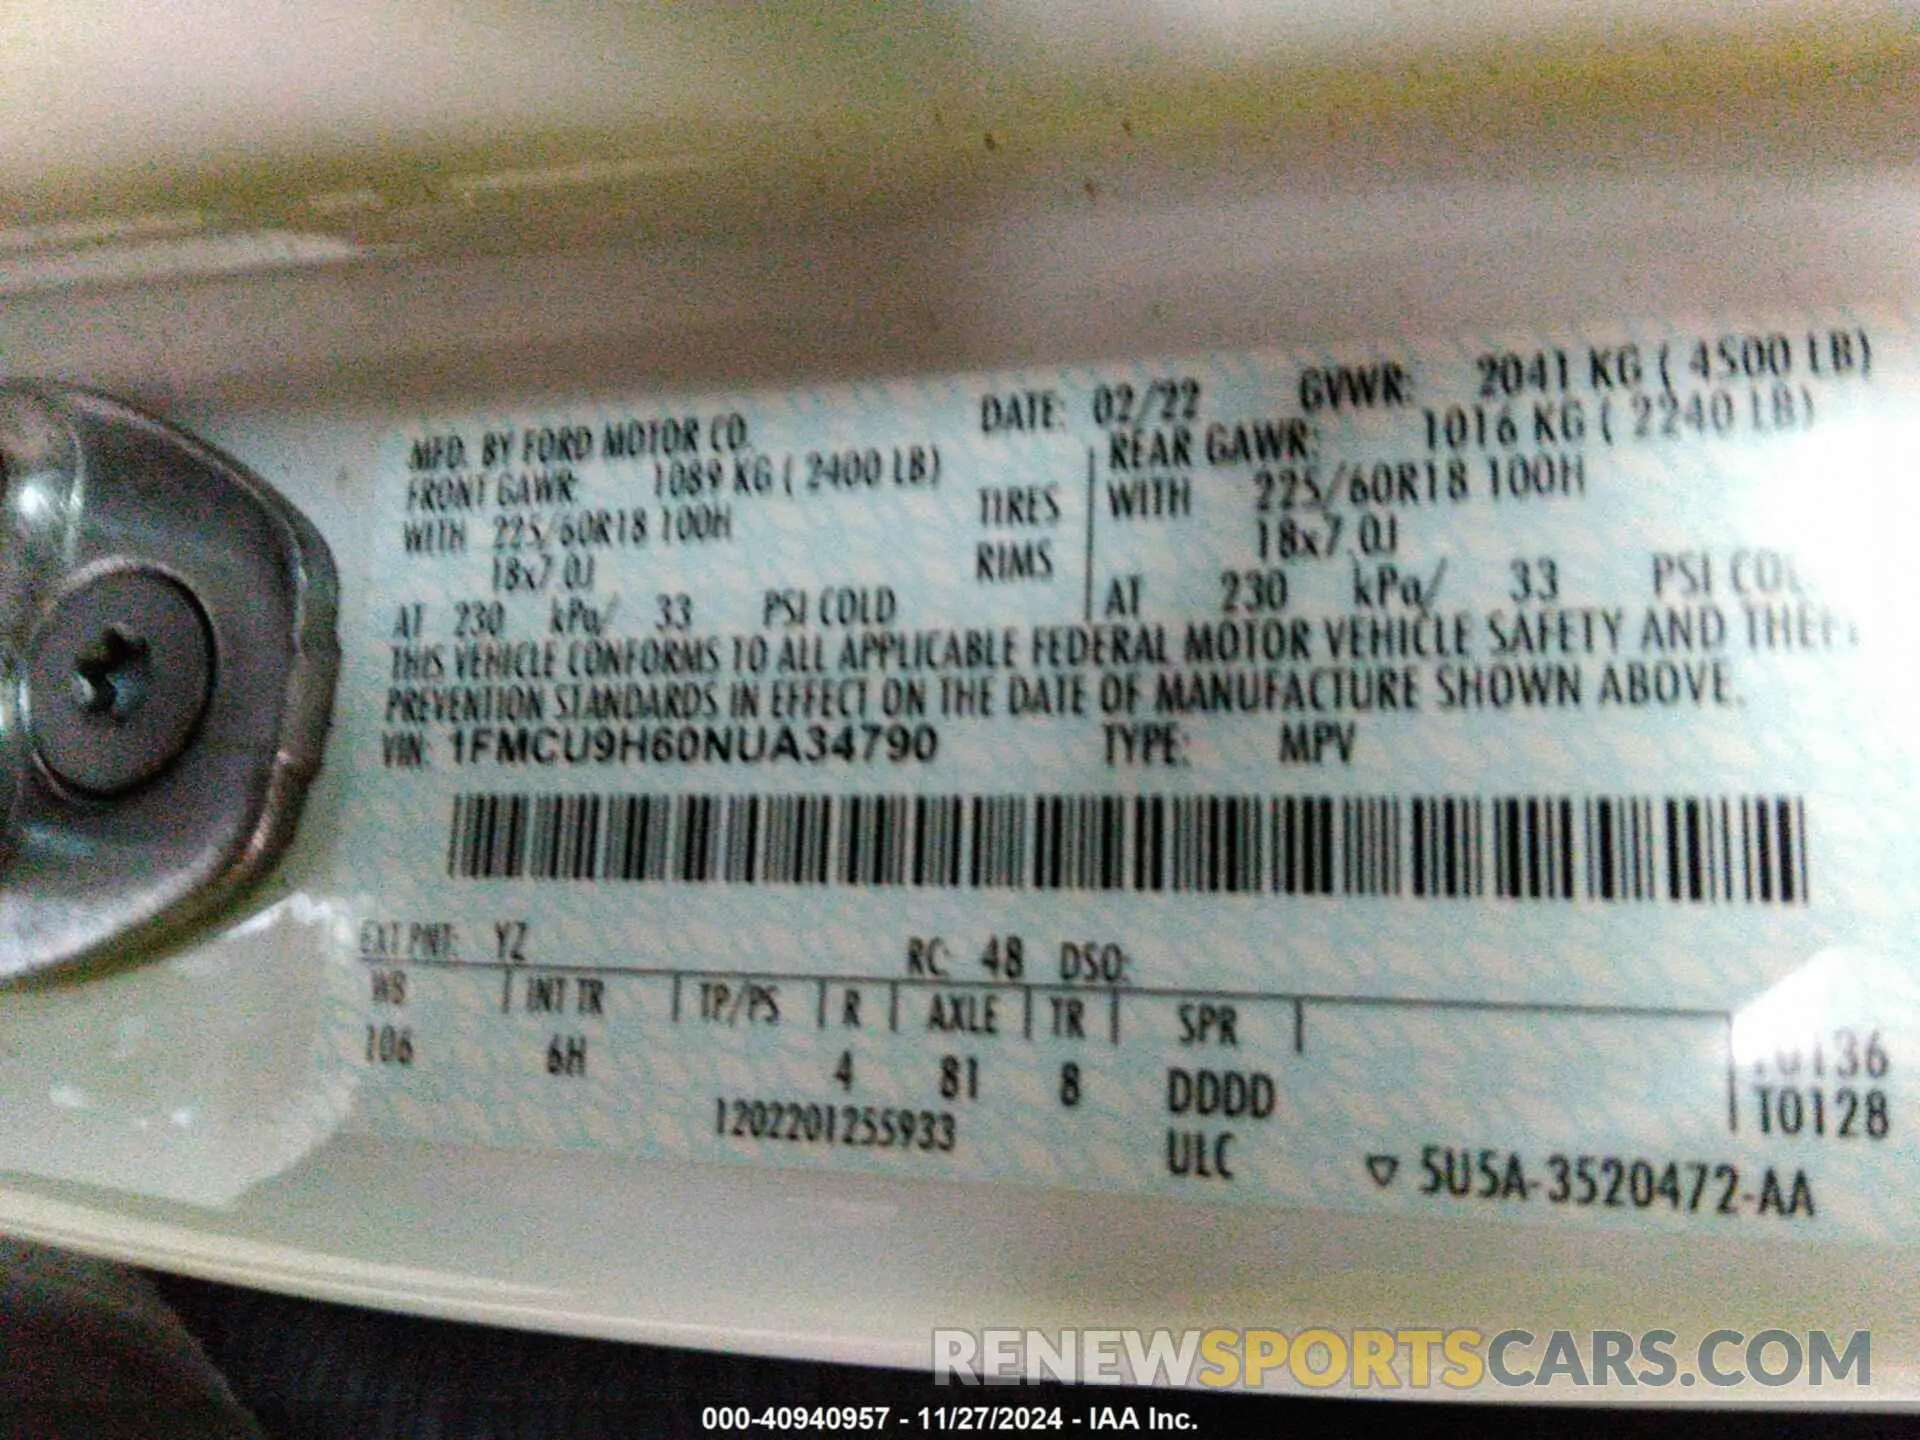 MFD. BY FORD MOTOR CO. DATE: 02/22 GVWR: 2041 KG ( 4500 LB)
FRONT GAWR: 1089 KG ( 2400 LB) REAR GAWR: 1016 KG ( 2240 LB)
WITH 225/60R18 100H TIRES WITH 225/60R18 100H
18x7.0J RIMS 18x7.0J
AT 230 kPa/ 33 PSI COLD AT 230 kPa/ 33 PSI COL
THIS VEHICLE CONFORMS TO ALL APPLICABLE FEDERAL MOTOR VEHICLE SAFETY AND THEFT
PREVENTION STANDARDS IN EFFECT ON THE DATE OF MANUFACTURE SHOWN ABOVE.
VIN: 1FMCU9H60NUA34790 TYPE: MPV
EXT PNT: YZ RC: 48 DSO:
WB INT TR TP/PS R AXLE TR SPR
106 6H 4 81 8 DDDD
T0128
1202201255933 ULC
▽ 5U5A-3520472-AA
RENEWSPORTSCARS.COM
000-40940957 - 11/27/2024 - IAA Inc.